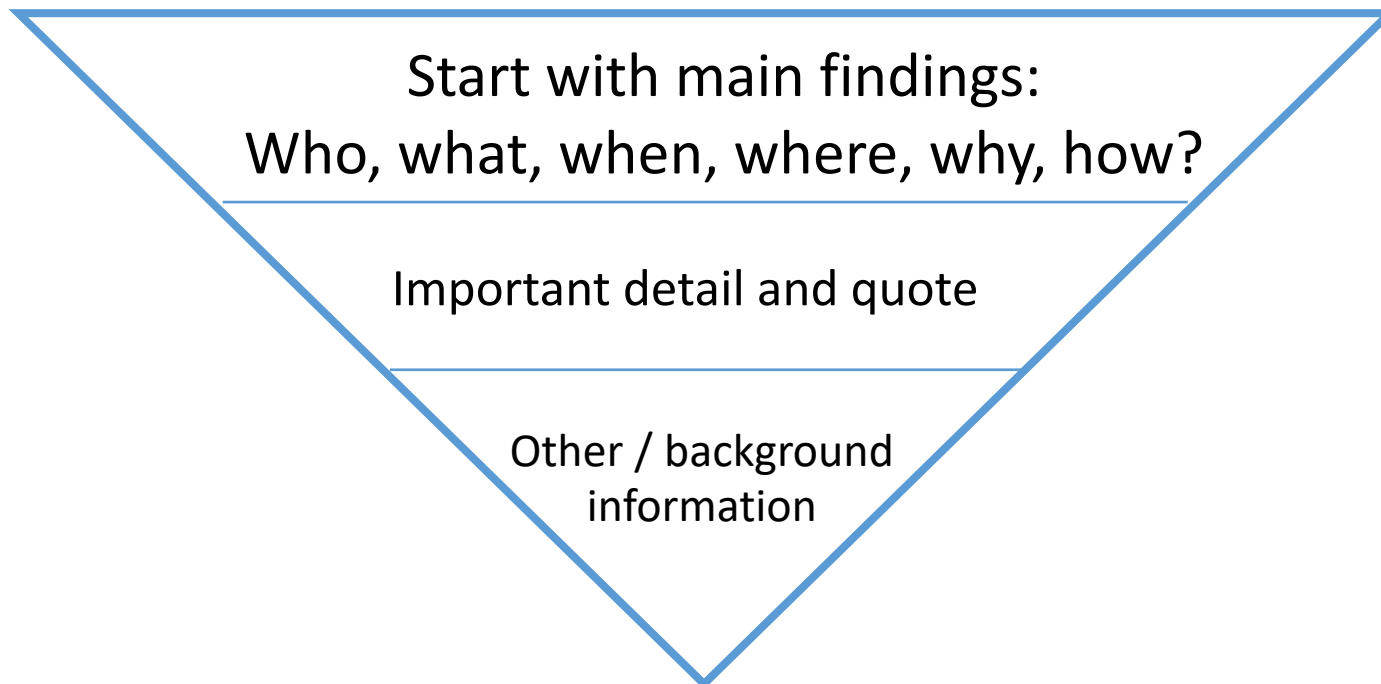 Start with main findings:
Who, what, when, where, why, how?
Important detail and quote
Other / background
information